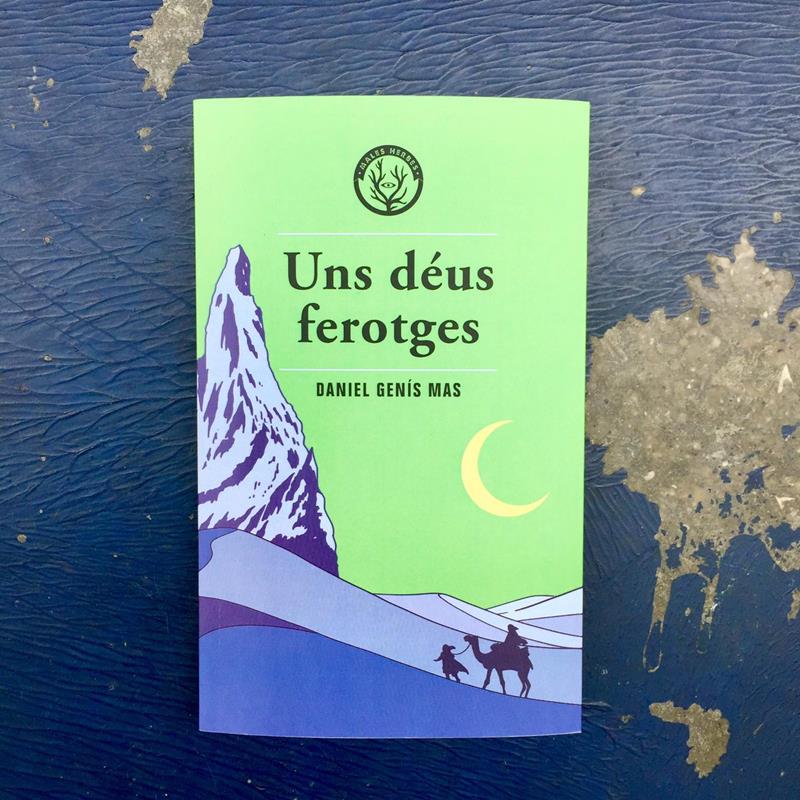 MALES HERBES
Uns déus
ferotges
DANIEL GENÍS MAS